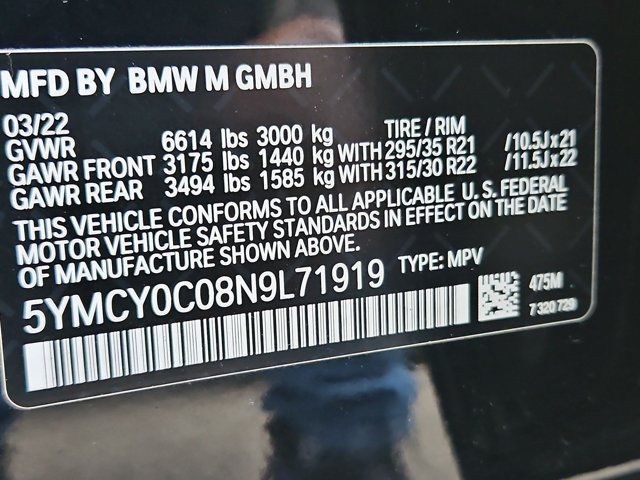 MFD BY BMW M GMBH
03/22 TIRE / RIM
GVWR 6614 lbs 3000 kg
GAWR FRONT 3175 lbs 1440 kg WITH 295/35 R21 /10.5J x 21
GAWR REAR 3494 lbs 1585 kg WITH 315/30 R22 /11.5J x 22
THIS VEHICLE CONFORMS TO ALL APPLICABLE U. S. FEDERAL
MOTOR VEHICLE SAFETY STANDARDS IN EFFECT ON THE DATE
OF MANUFACTURE SHOWN ABOVE.
5YMCY0C08N9L71919 TYPE: MPV
475M
7 320 729